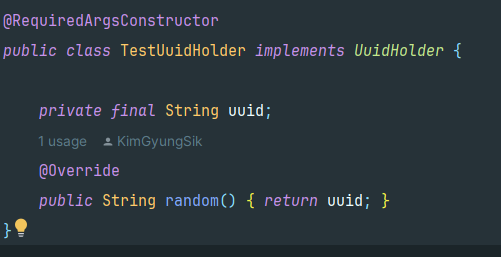 @RequiredArgsConstructor
public class TestUuidHolder implements UuidHolder {
private final String uuid;
1 usage KimGyungSik
@Override
public String random() { return uuid; }
}